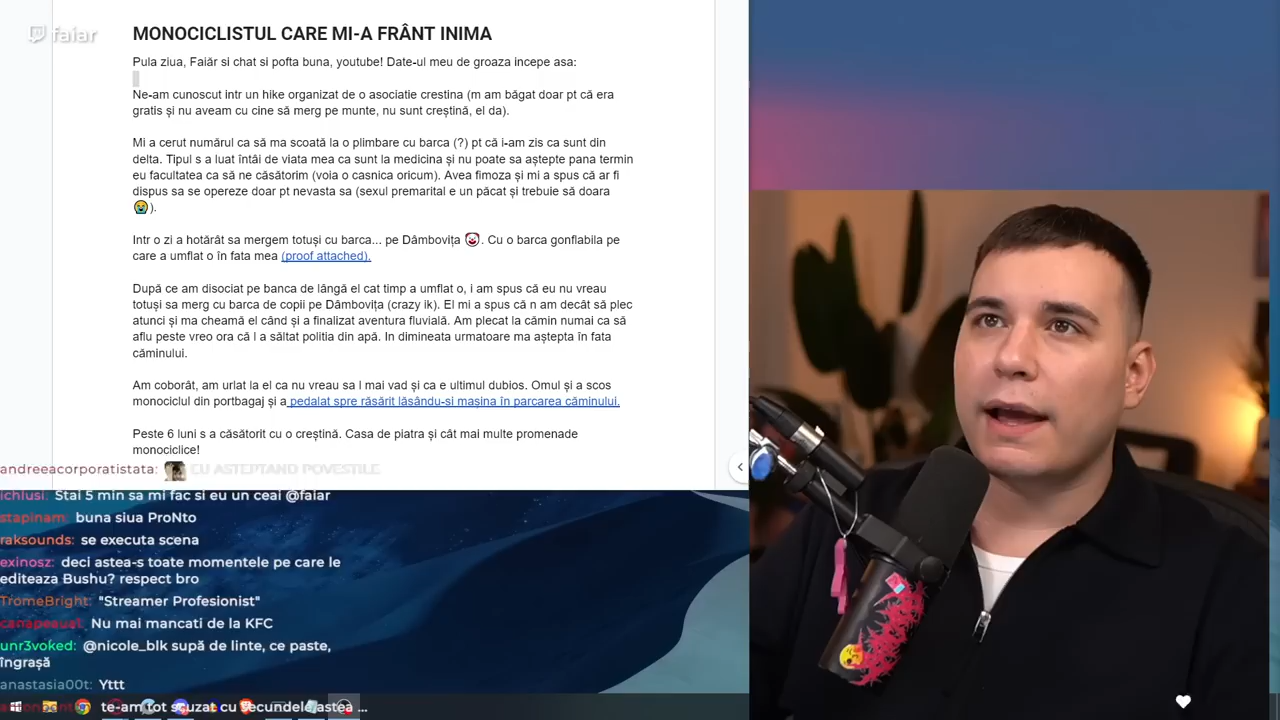 faiar
MONOCICLISTUL CARE MI-A FRÂNT INIMA
Pula ziua, Faiăr si chat si pofta buna, youtube! Date-ul meu de groaza incepe asa:
Ne-am cunoscut intr un hike organizat de o asociatie crestina (m am băgat doar pt că era
gratis și nu aveam cu cine să merg pe munte, nu sunt creștină, el da).
Mi a cerut numărul ca să ma scoată la o plimbare cu barca (?) pt că i-am zis ca sunt din
delta. Tipul s a luat întâi de viata mea ca sunt la medicina și nu poate sa aștepte pana termin
eu facultatea ca să ne căsătorim (voia o casnica oricum). Avea fimoza și mi a spus că ar fi
dispus sa se opereze doar pt nevasta sa (sexul premarital e un păcat și trebuie să doara
😭).
Intr o zi a hotărât sa mergem totuși cu barca... pe Dâmbovița 🤡. Cu o barca gonflabila pe
care a umflat o în fata mea (proof attached).
După ce am disociat pe banca de lângă el cat timp a umflat o, i am spus că eu nu vreau
totuși sa merg cu barca de copii pe Dâmbovița (crazy ik). El mi a spus că n am decât să plec
atunci și ma cheamă el când și a finalizat aventura fluvială. Am plecat la cămin numai ca să
aflu peste vreo ora că l a săltat politia din apă. In dimineata urmatoare ma aștepta în fata
căminului.
Am coborât, am urlat la el ca nu vreau sa l mai vad și ca e ultimul dubios. Omul și a scos
monociclul din portbagaj și a pedalat spre răsărit lăsându-si mașina în parcarea căminului.
Peste 6 luni s a căsătorit cu o creștină. Casa de piatra și cât mai multe promenade
monociclice!
andreeacorporatistata: EU ASTEPTAND POVESTILE
ichlusi: Stai 5 min sa mi fac si eu un ceai @faiar
stapinam: buna siua ProNto
raksounds: se executa scena
exinosz: deci astea-s toate momentele pe care le
editeaza Bushu? respect bro
TromeBright: "Streamer Profesionist"
canapeaua1: Nu mai mancati de la KFC
unr3voked: @nicole_blk supă de linte, ce paste,
îngrașă
anastasia00t: Yttt
te-am tot scuzat cu secundele astea ...